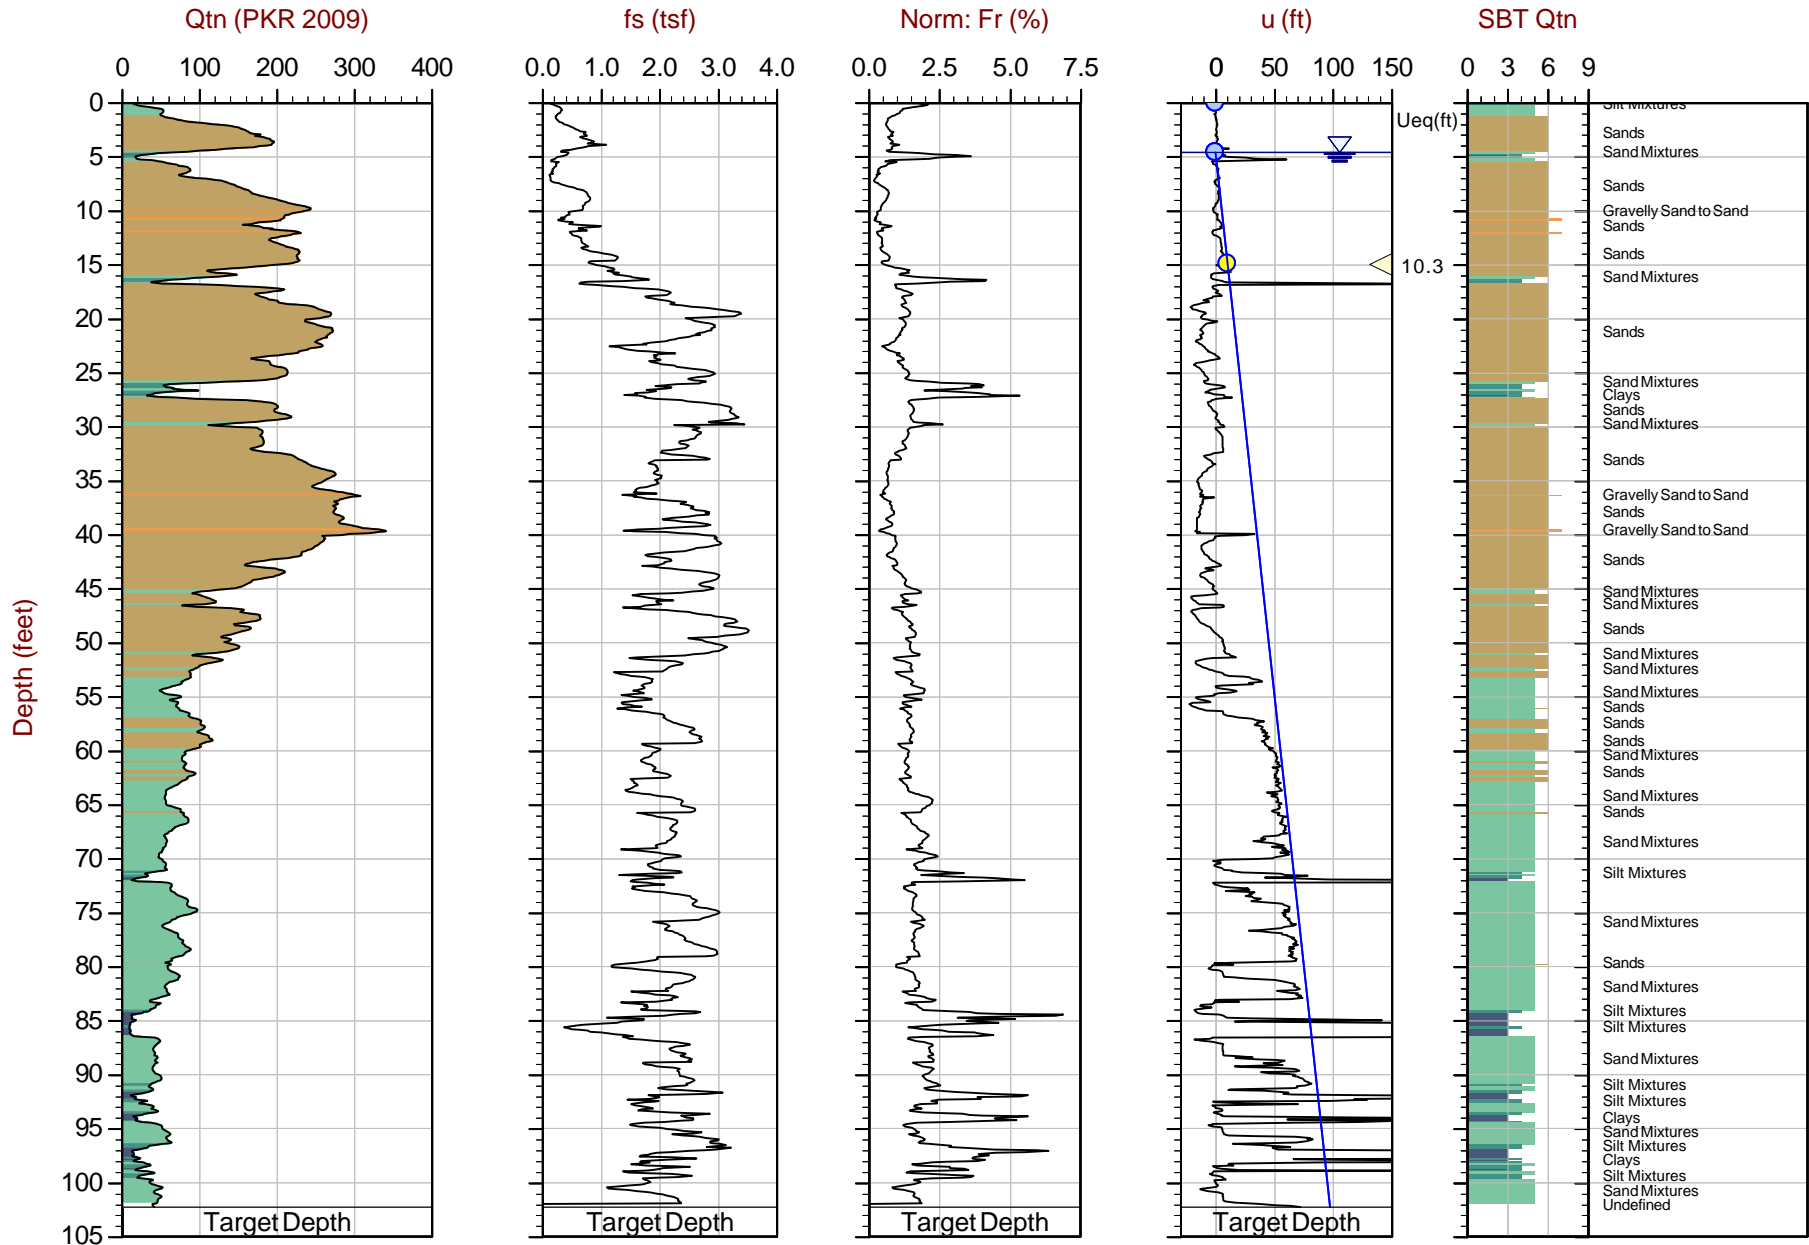 Qtn (PKR 2009) fs (tsf) Norm: Fr (%) u (ft) SBT Qtn
0 100 200 300 400 0.0 1.0 2.0 3.0 4.0 0.0 2.5 5.0 7.5 0 50 100 150 0 3 6 9
0
Silt Mixtures
Ueq(ft)
Sands
5
Sand Mixtures
Sands
10
Gravelly Sand to Sand
Sands
Sands
15
10.3
Sand Mixtures
20
Sands
25
Sand Mixtures
Clays
Sands
30
Sand Mixtures
Sands
35
Gravelly Sand to Sand
Sands
40
Gravelly Sand to Sand
Sands
45
Sand Mixtures
Sand Mixtures
Sands
50
Sand Mixtures
Sand Mixtures
55
Sand Mixtures
Sands
Sands
Sands
60
Sand Mixtures
Sands
65
Sand Mixtures
Sands
Sand Mixtures
70
Silt Mixtures
75
Sand Mixtures
80
Sands
Sand Mixtures
85
Silt Mixtures
Silt Mixtures
Sand Mixtures
90
Silt Mixtures
Silt Mixtures
95
Clays
Sand Mixtures
Silt Mixtures
Clays
100
Silt Mixtures
Sand Mixtures
Undefined
105
Target Depth Target Depth Target Depth Target Depth
Depth (feet)